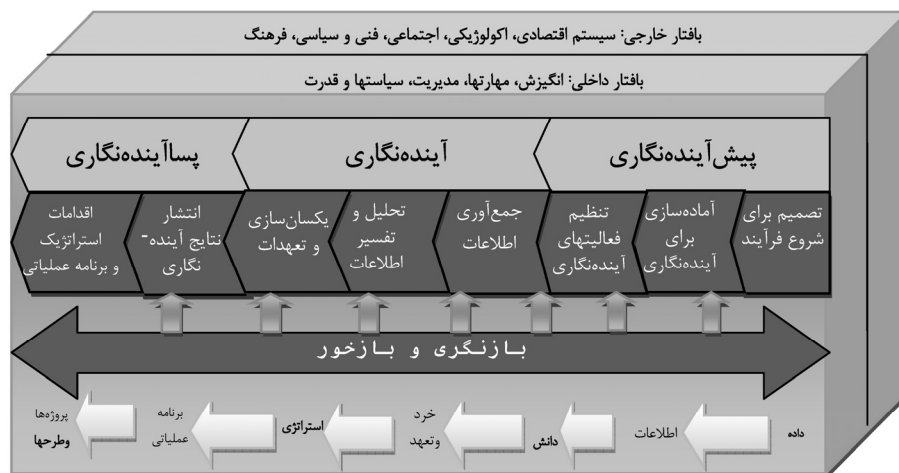 بافتار خارجی: سیستم اقتصادی، اکولوژیکی، اجتماعی، فنی و سیاسی، فرهنگ
بافتار داخلی: انگیزش، مهارتها، مدیریت، سیاستها و قدرت
پیش‌آینده‌نگاری
آینده‌نگاری
پساآینده‌نگاری
تصمیم برای
شروع فرآیند
آماده‌سازی
برای
آینده‌نگاری
تنظیم
فعالیتهای
آینده‌نگاری
جمع‌آوری
اطلاعات
تحلیل و
تفسیر
اطلاعات
یکسان‌سازی
و تعهدات
انتشار
نتایج آینده-
نگاری
اقدامات
استراتژیک
و برنامه عملیاتی
بازنگری و بازخور
داده
اطلاعات
دانش
خرد
وتعهد
استراتژی
برنامه
عملیاتی
پروژه‌ها
وطرحها